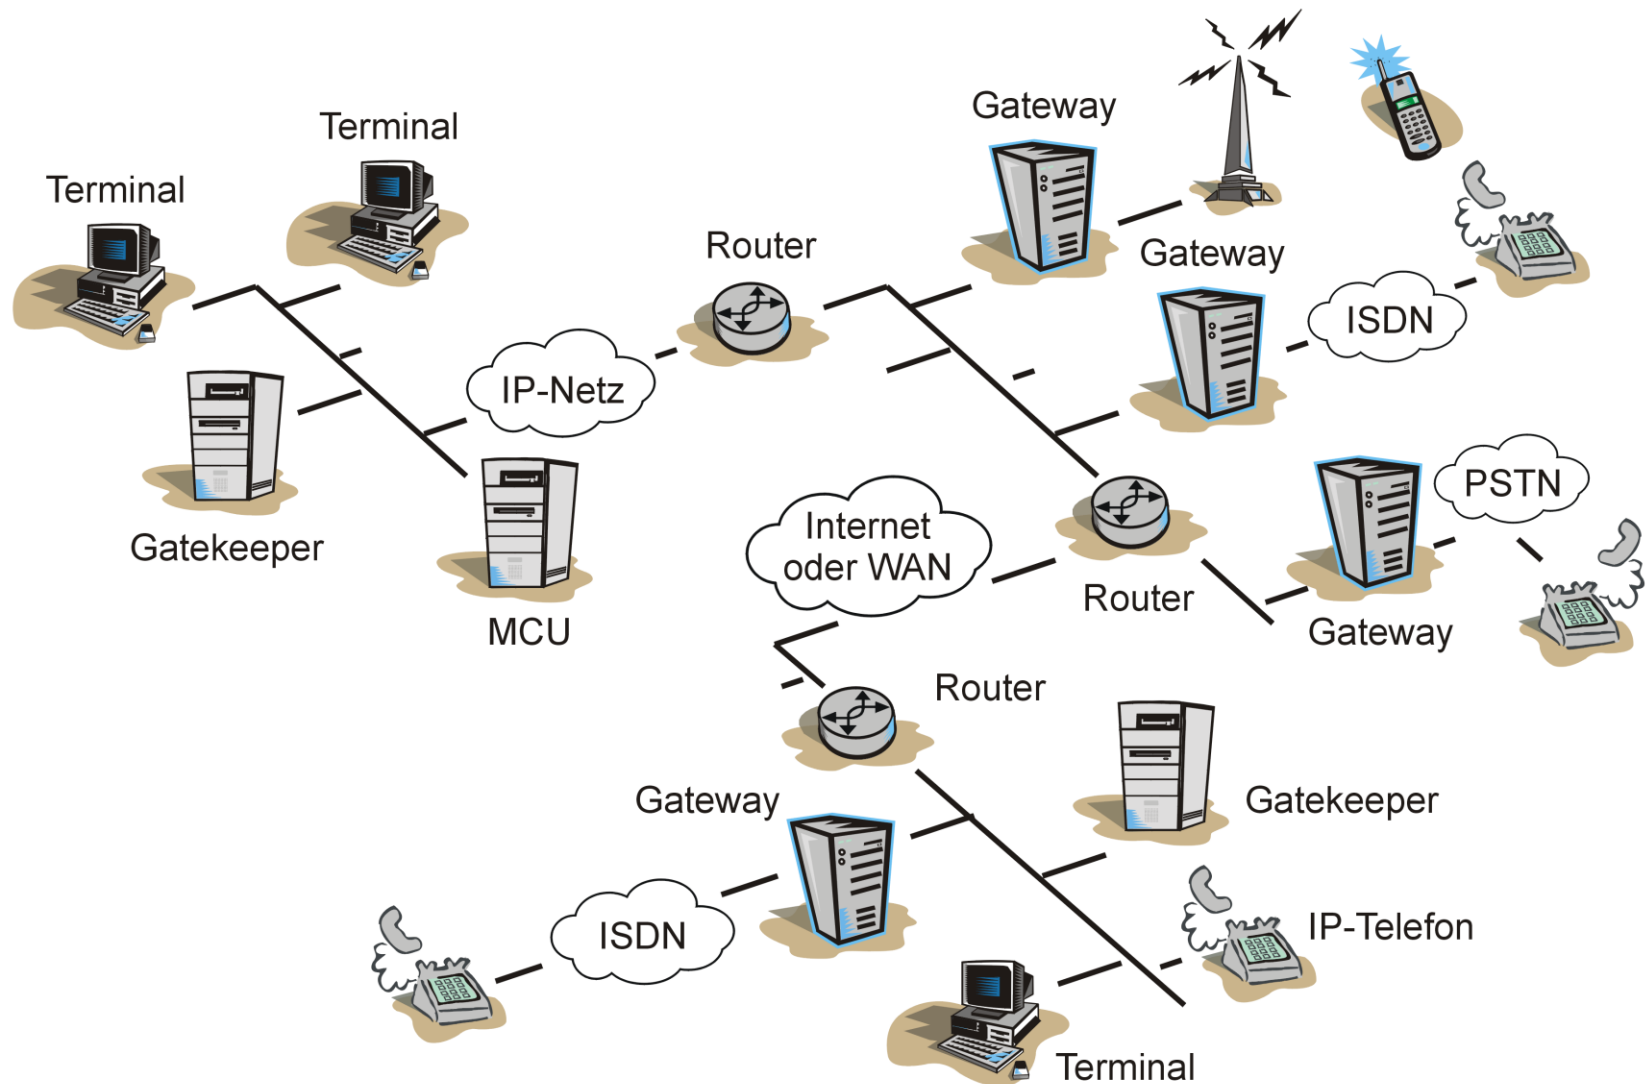 Gateway
Terminal
Terminal
Router
Gateway
ISDN
IP-Netz
PSTN
Internet
oder WAN
Gatekeeper
Router
MCU
Gateway
Router
Gateway
Gatekeeper
ISDN
IP-Telefon
Terminal